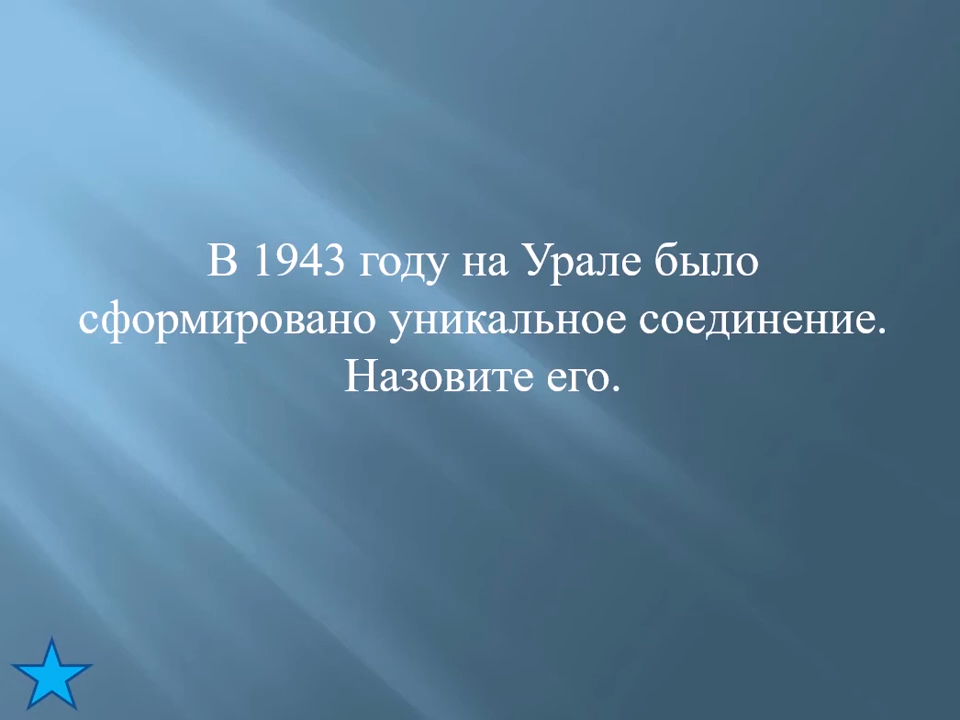 В 1943 году на Урале было
сформировано уникальное соединение.
Назовите его.